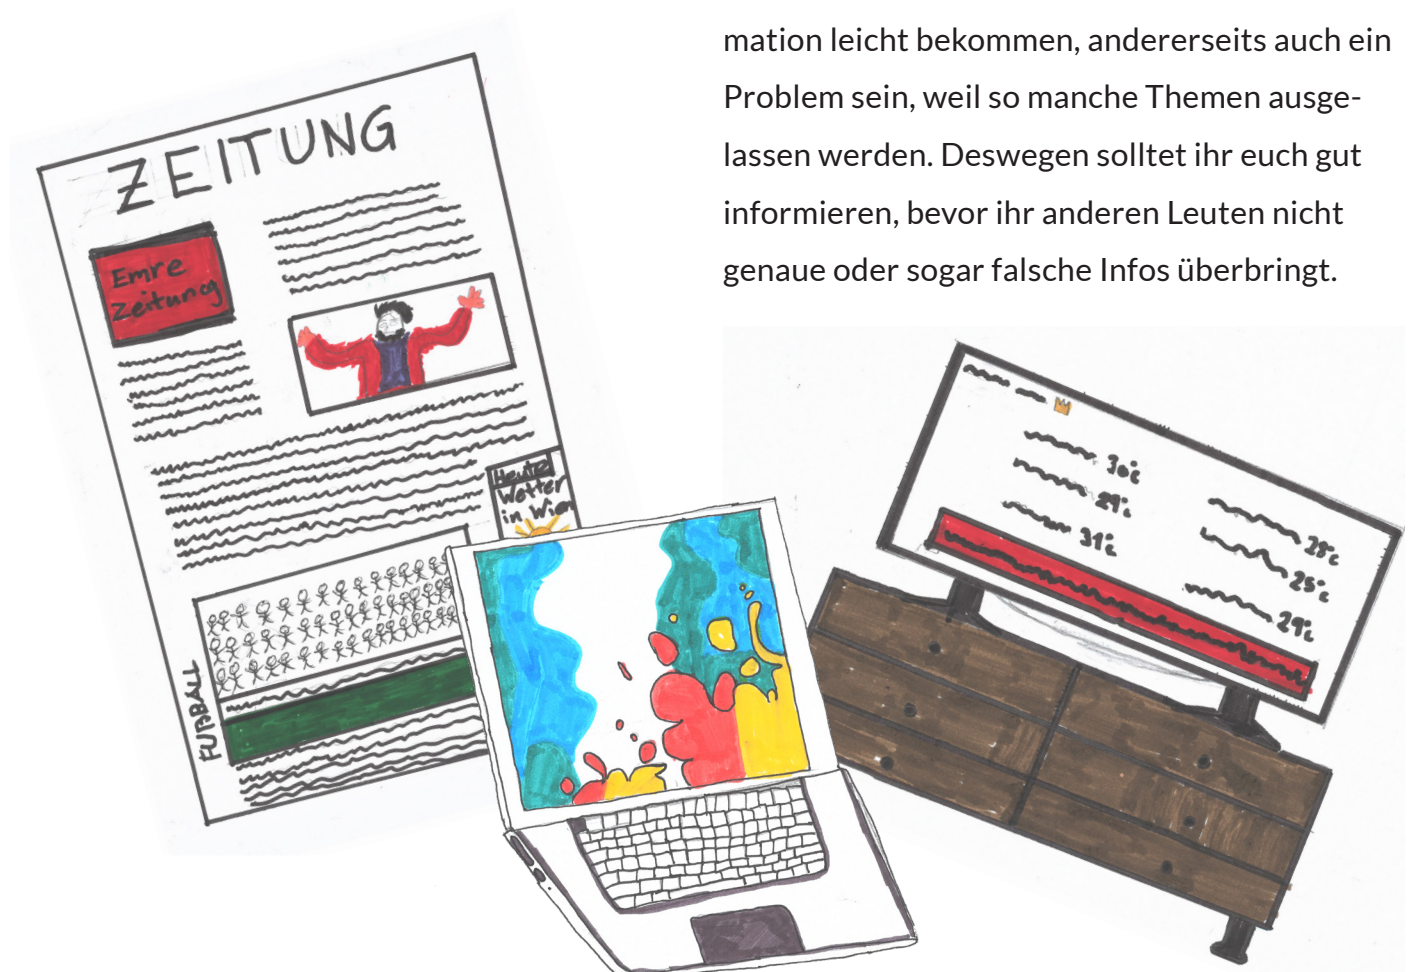 mation leicht bekommen, andererseits auch ein
Problem sein, weil so manche Themen ausge-
lassen werden. Deswegen solltet ihr euch gut
informieren, bevor ihr anderen Leuten nicht
genaue oder sogar falsche Infos überbringt.
ZEITUNG
Emre
Zeitung
Heute
Wetter
in Wien
FUßBALL
30°C
29°C
31°C
28°C
25°C
29°C